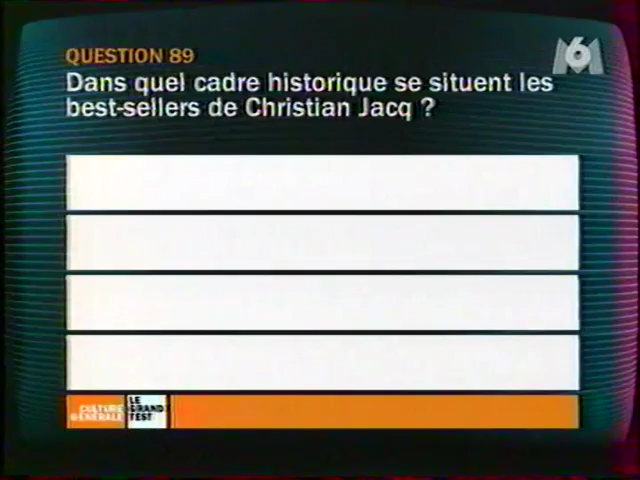 QUESTION 89
M6
Dans quel cadre historique se situent les
best-sellers de Christian Jacq ?
CULTURE
GÉNÉRALE
LE
GRAND
TEST